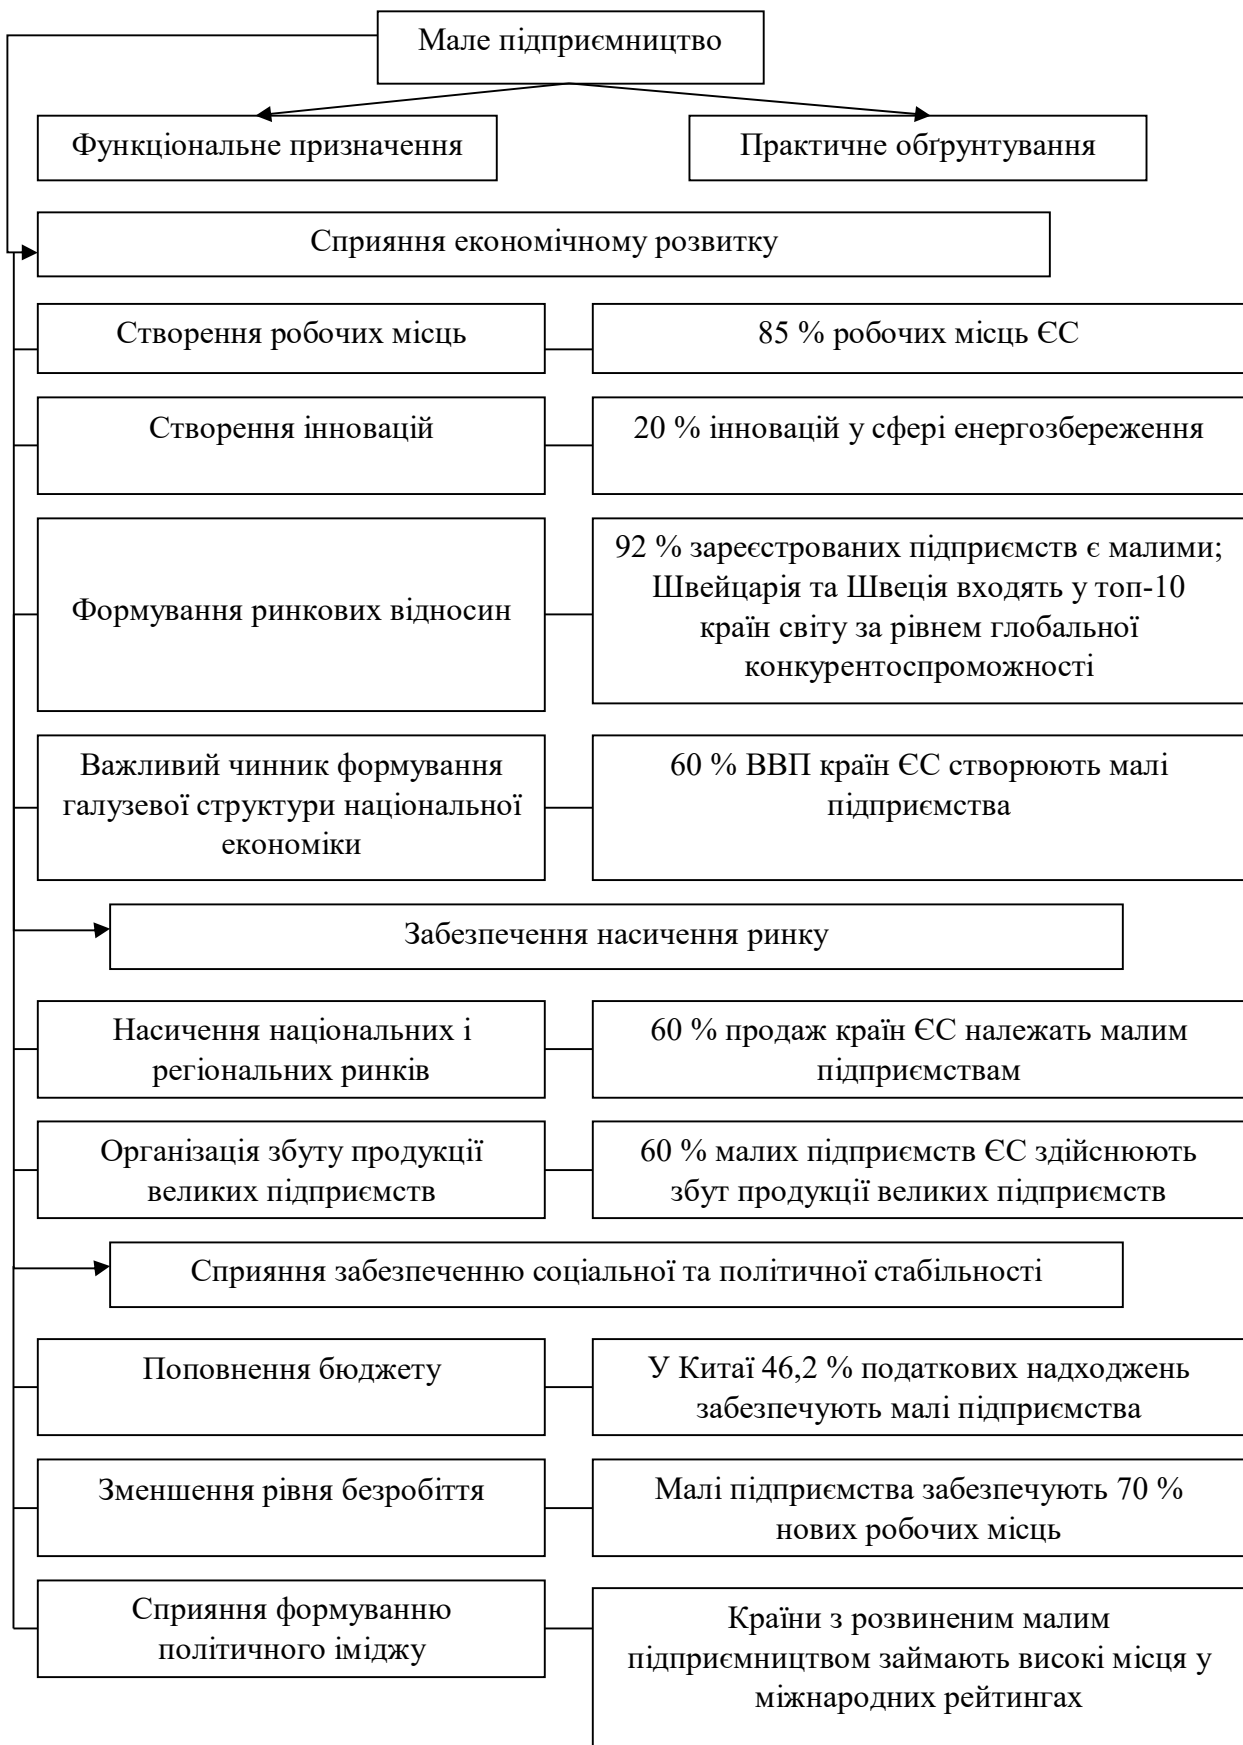 Мале підприємництво
Функціональне призначення
Практичне обґрунтування
Сприяння економічному розвитку
Створення робочих місць
85 % робочих місць ЄС
Створення інновацій
20 % інновацій у сфері енергозбереження
Формування ринкових відносин
92 % зареєстрованих підприємств є малими;
Швейцарія та Швеція входять у топ-10
країн світу за рівнем глобальної
конкурентоспроможності
Важливий чинник формування
галузевої структури національної
економіки
60 % ВВП країн ЄС створюють малі
підприємства
Забезпечення насичення ринку
Насичення національних і
регіональних ринків
60 % продаж країн ЄС належать малим
підприємствам
Організація збуту продукції
великих підприємств
60 % малих підприємств ЄС здійснюють
збут продукції великих підприємств
Сприяння забезпеченню соціальної та політичної стабільності
Поповнення бюджету
У Китаї 46,2 % податкових надходжень
забезпечують малі підприємства
Зменшення рівня безробіття
Малі підприємства забезпечують 70 %
нових робочих місць
Сприяння формуванню
політичного іміджу
Країни з розвиненим малим
підприємництвом займають високі місця у
міжнародних рейтингах